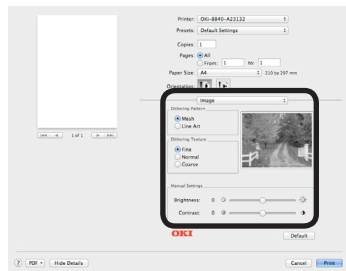 Printer: OKI-8840-A23132
Presets: Default Settings
Copies: 1
Pages: All
From: 1 to: 1
Paper Size: A4 210 by 297 mm
Orientation:
Image
Dithering Pattern
Mesh
Line Art
Dithering Texture
Fine
Normal
Coarse
1 of 1
Manual Settings
Brightness: 0
Contrast: 0
OKI
Default
? PDF Hide Details Cancel Print